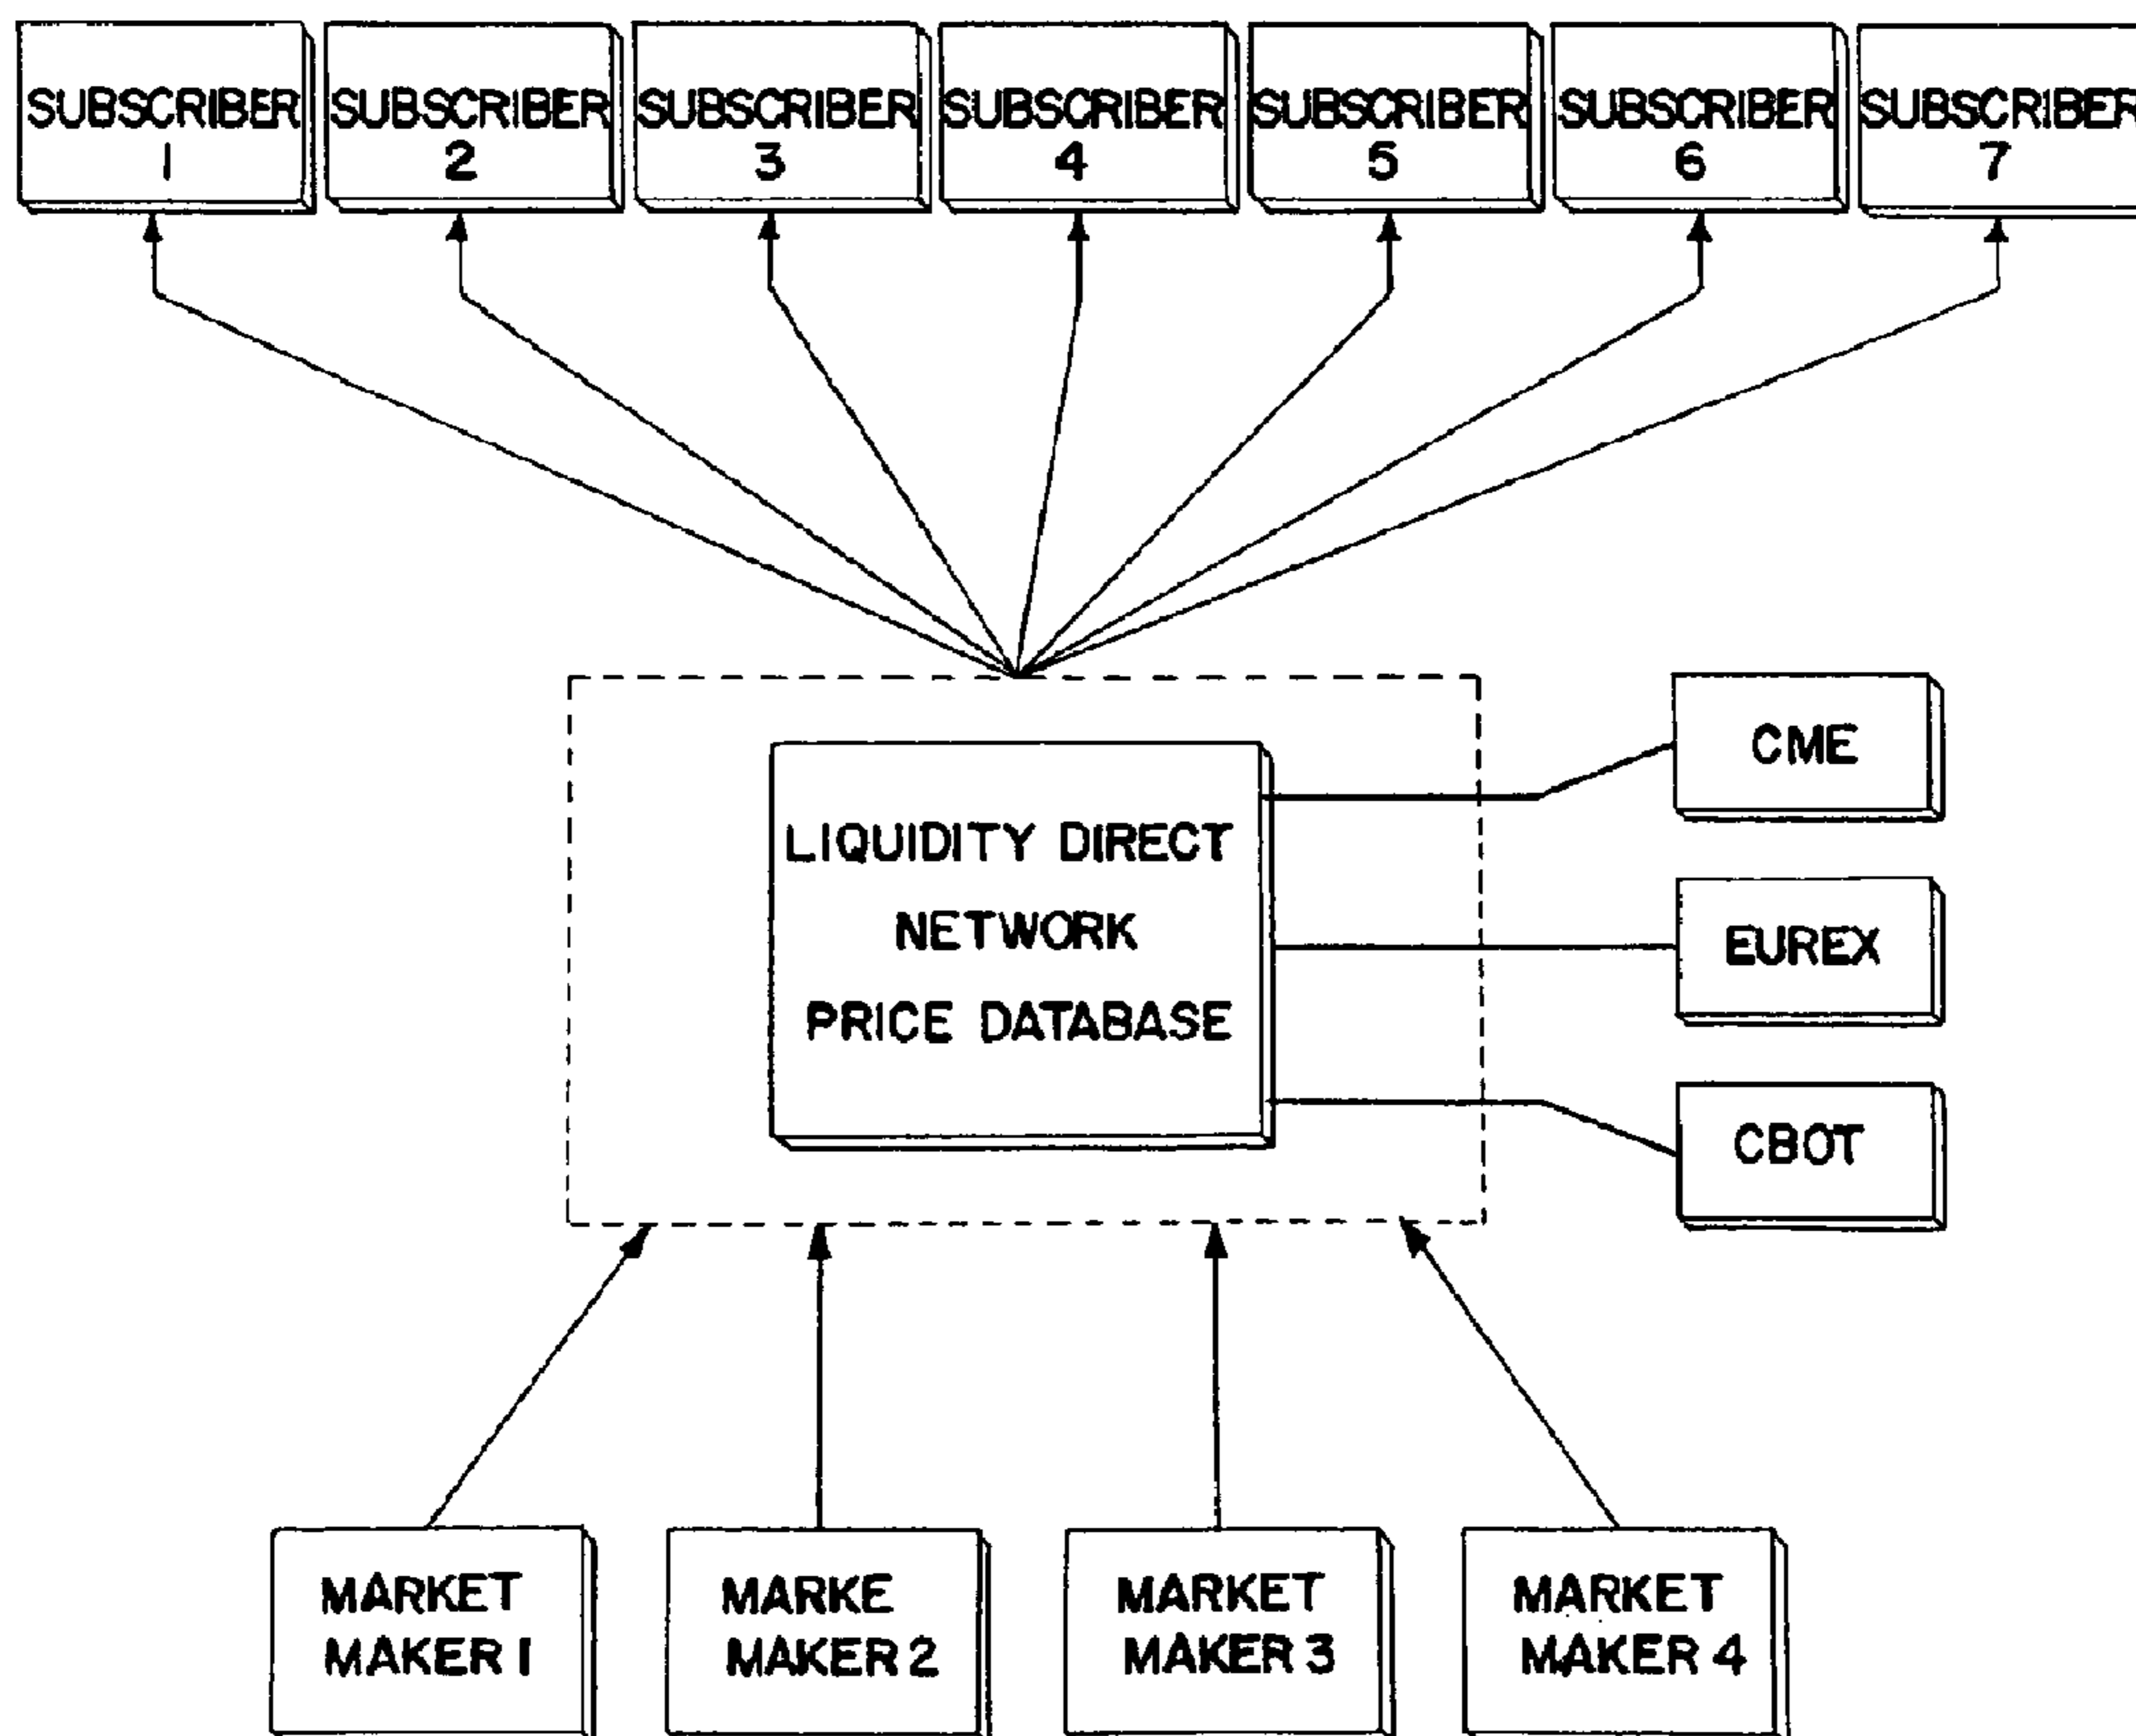 SUBSCRIBER
1
SUBSCRIBER
2
SUBSCRIBER
3
SUBSCRIBER
4
SUBSCRIBER
5
SUBSCRIBER
6
SUBSCRIBER
7
LIQUIDITY DIRECT
NETWORK
PRICE DATABASE
CME
EUREX
CBOT
MARKET
MAKER 1
MARKE
MAKER 2
MARKET
MAKER 3
MARKET
MAKER 4